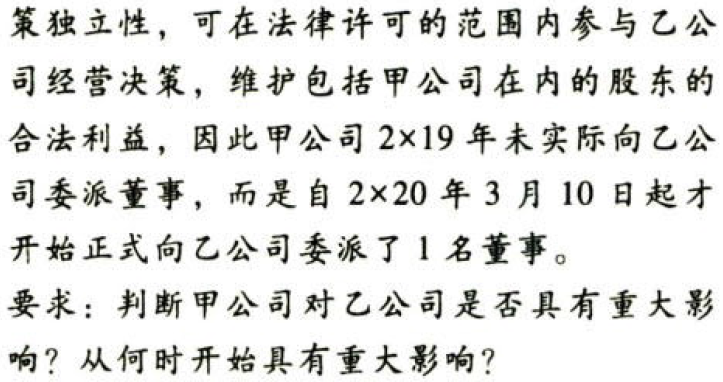 策独立性，可在法律许可的范围内参与乙公
司经营决策，维护包括甲公司在内的股东的
合法利益，因此甲公司 2×19 年未实际向乙公
司委派董事，而是自 2×20 年 3 月 10 日起才
开始正式向乙公司委派了 1 名董事。
要求：判断甲公司对乙公司是否具有重大影
响？从何时开始具有重大影响？